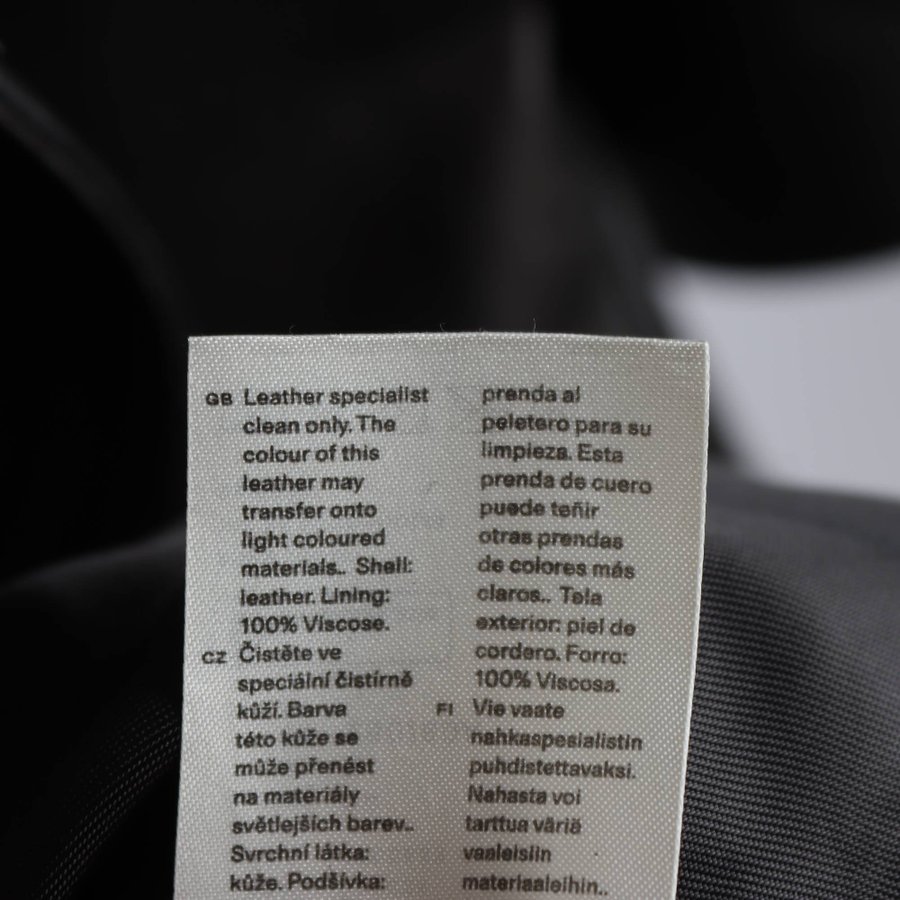 GB Leather specialist
clean only. The
colour of this
leather may
transfer onto
light coloured
materials.. Shell:
leather. Lining:
100% Viscose.
CZ Čistěte ve
speciální čistírně
kůží. Barva
této kůže se
může přenést
na materiály
světlejších barev..
Svrchní látka:
kůže. Podšívka:
prenda al
peletero para su
limpieza. Esta
prenda de cuero
puede teñir
otras prendas
de colores más
claros.. Tela
exterior: piel de
cordero. Forro:
100% Viscosa.
FI Vie vaate
nahkaspesialistin
puhdistettavaksi.
Nahasta voi
tarttua väriä
vaaleisiin
materiaaleihin..